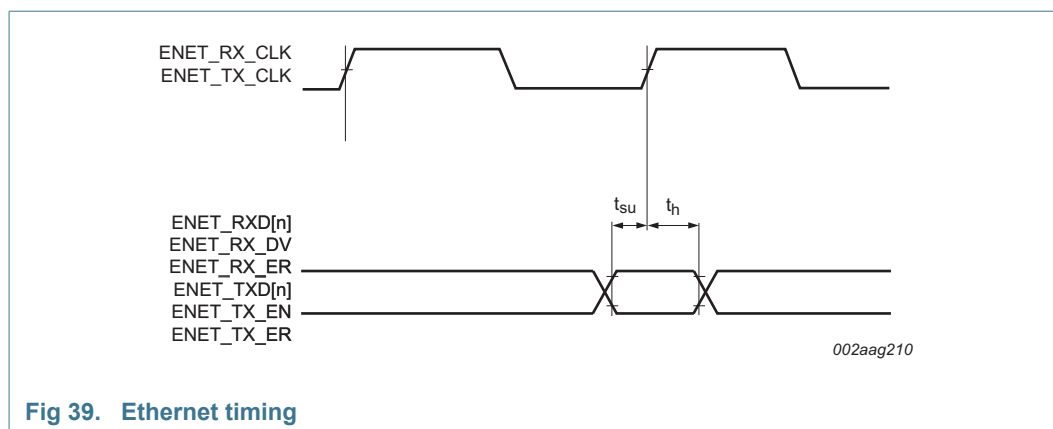 ENET_RX_CLK
ENET_TX_CLK
tsu
th
ENET_RXD[n]
ENET_RX_DV
ENET_RX_ER
ENET_TXD[n]
ENET_TX_EN
ENET_TX_ER
002aag210
Fig 39. Ethernet timing